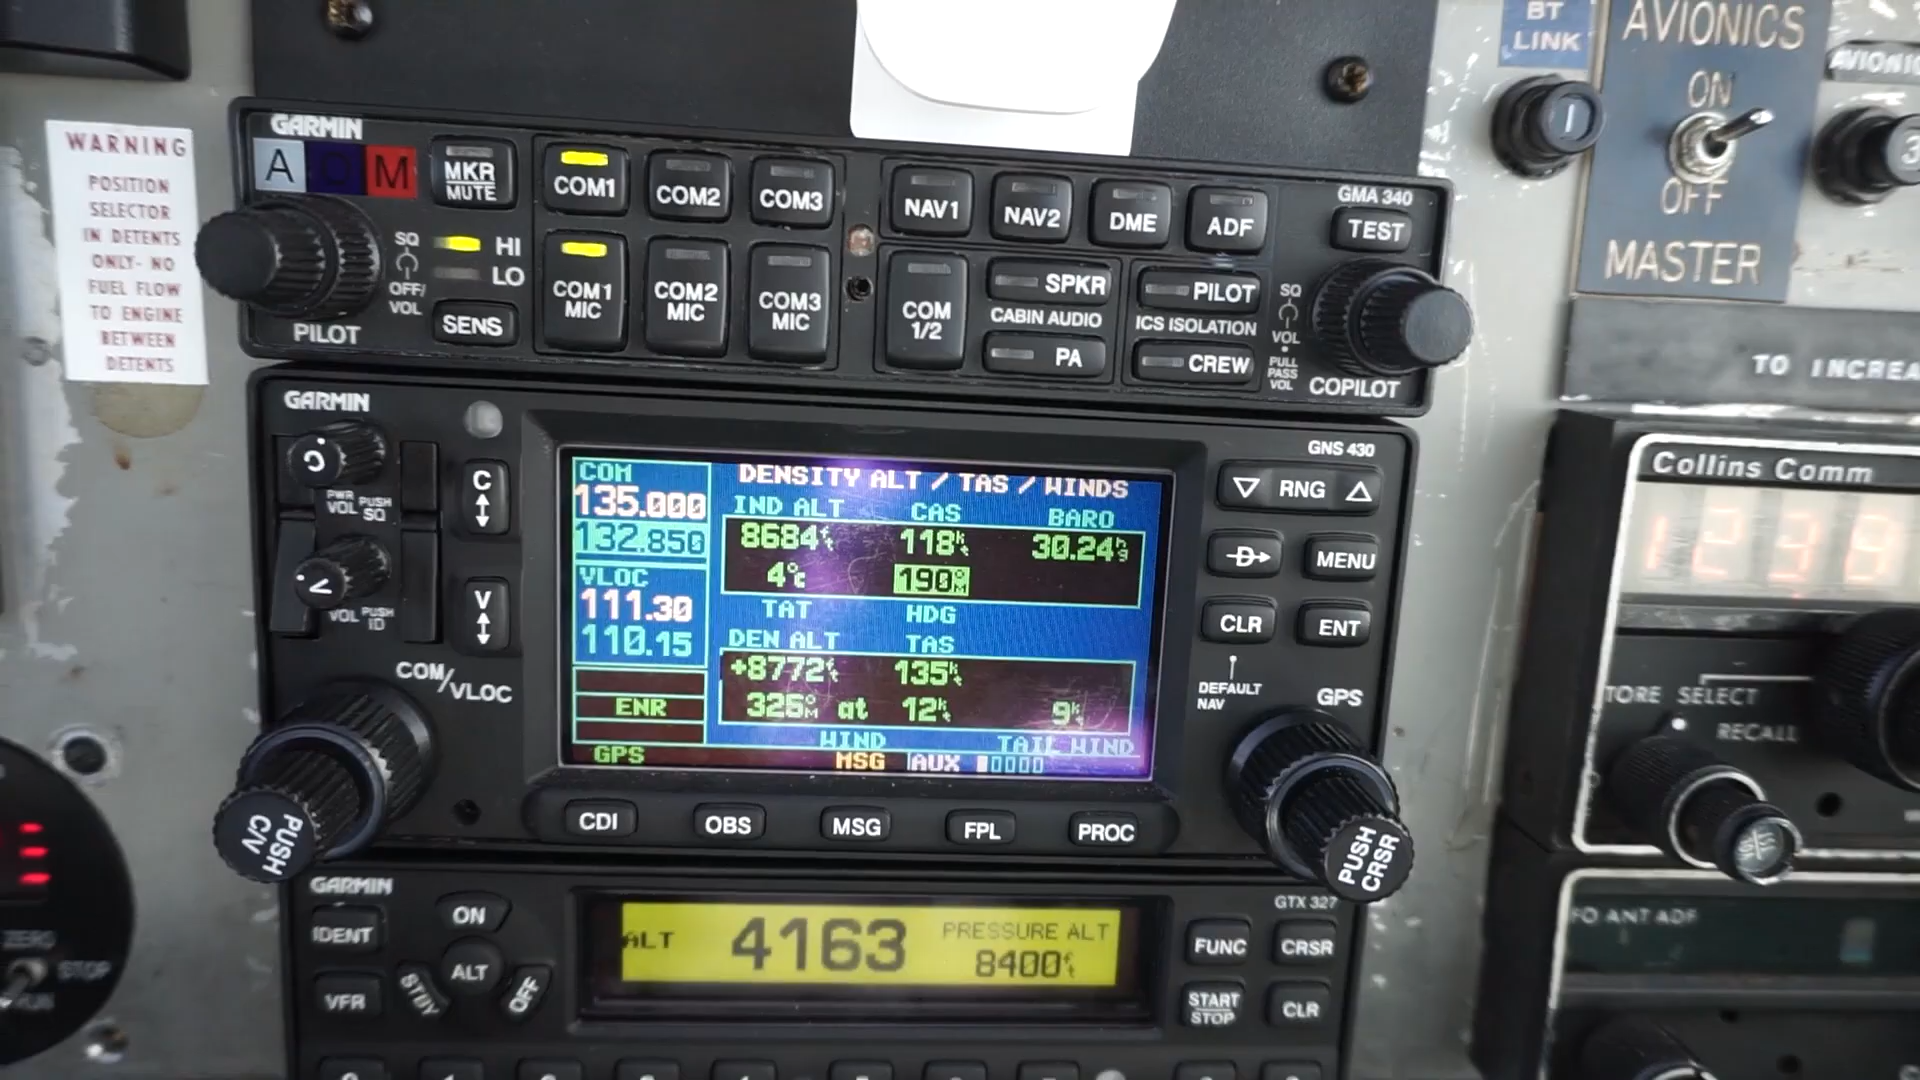 BT
LINK
AVIONICS
ON
OFF
MASTER
WARNING
POSITION
SELECTOR
IN DETENTS
ONLY- NO
FUEL FLOW
TO ENGINE
BETWEEN
DETENTS
GARMIN
A D M
MKR
MUTE
COM1
COM2
COM3
NAV1
NAV2
DME
ADF
GMA 340
TEST
SQ
OFF/
VOL
HI
LO
PILOT
SENS
COM1
MIC
COM2
MIC
COM3
MIC
COM
1/2
SPKR
CABIN AUDIO
PA
PILOT
ICS ISOLATION
CREW
SQ
VOL
PULL
PASS
VOL
COPILOT
TO INCREA
GARMIN
GNS 430
C
PWR
VOL
PUSH
SQ
V
VOL
PUSH
ID
C
V
COM/VLOC
PUSH
C/V
COM
135.000
132.850
VLOC
111.30
110.15
ENR
GPS
DENSITY ALT / TAS / WINDS
IND ALT CAS BARO
8684ft 118kt 30.24hg
4°c 190°M
TAT HDG
DEN ALT TAS
+8772ft 135kt
325°M at 12kt 9kt
WIND TAIL WIND
MSG AUX
RNG
D
MENU
CLR
ENT
DEFAULT
NAV
GPS
PUSH
CRSR
CDI
OBS
MSG
FPL
PROC
Collins Comm
STORE SELECT
RECALL
GARMIN
GTX 327
IDENT
ON
ALT
STBY
OFF
VFR
ALT
4163
PRESSURE ALT
8400ft
FUNC
CRSR
START
STOP
CLR
ANT ADF
ZERO
STOP
RUN